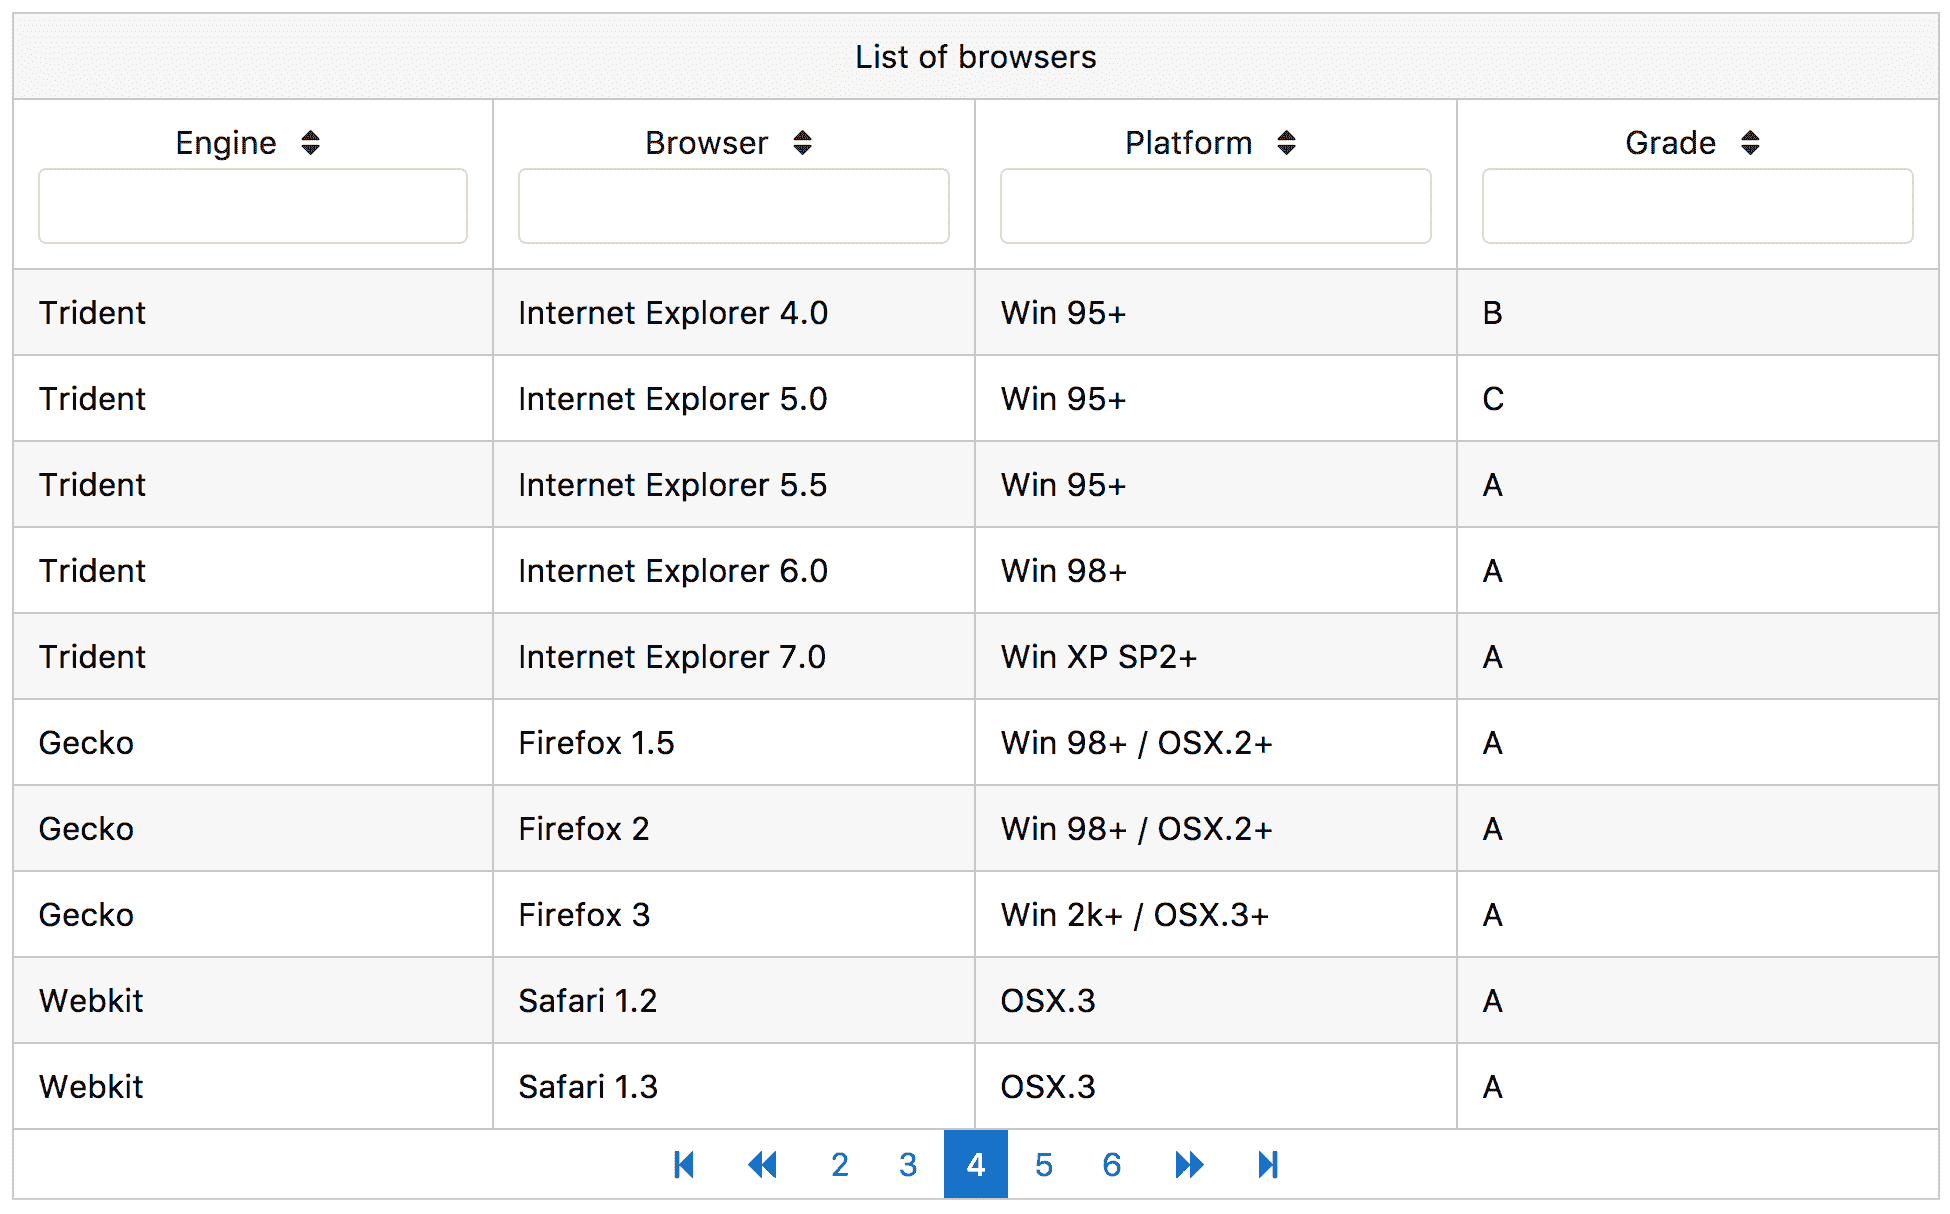 List of browsers
Engine Browser Platform Grade
Trident Internet Explorer 4.0 Win 95+ B
Trident Internet Explorer 5.0 Win 95+ C
Trident Internet Explorer 5.5 Win 95+ A
Trident Internet Explorer 6.0 Win 98+ A
Trident Internet Explorer 7.0 Win XP SP2+ A
Gecko Firefox 1.5 Win 98+ / OSX.2+ A
Gecko Firefox 2 Win 98+ / OSX.2+ A
Gecko Firefox 3 Win 2k+ / OSX.3+ A
Webkit Safari 1.2 OSX.3 A
Webkit Safari 1.3 OSX.3 A
2 3 4 5 6